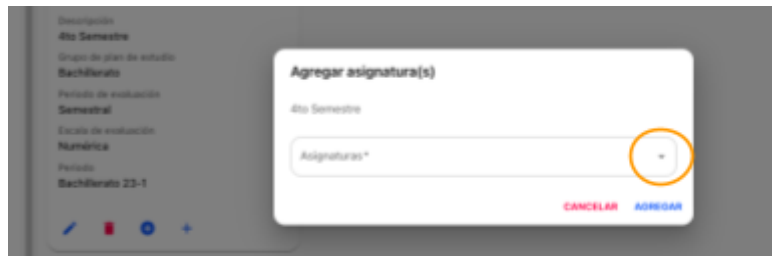 Descripción
4to Semestre
Grupo de plan de estudio
Bachillerato
Periodo de evaluación
Semestral
Escala de evaluación
Numérica
Periodo
Bachillerato 23-1
Agregar asignatura(s)
4to Semestre
Asignaturas*
CANCELAR AGREGAR